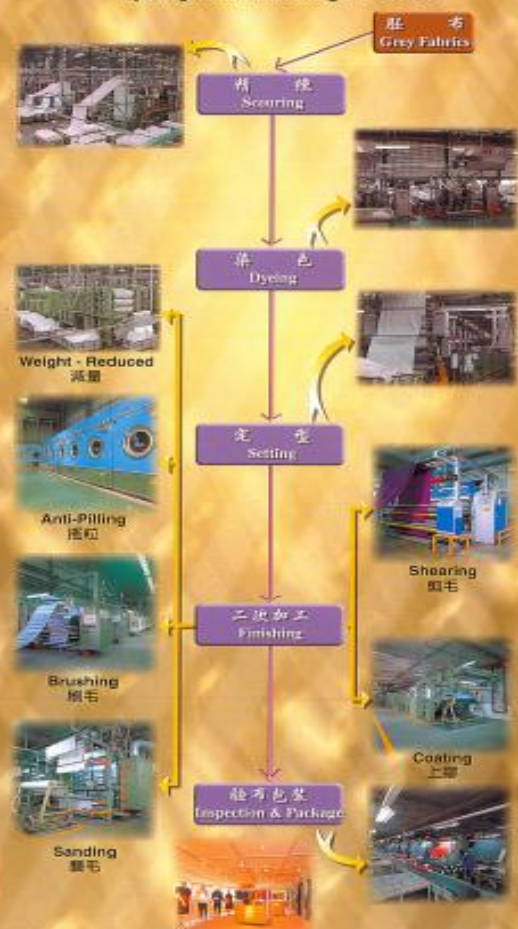 胚 布
Grey Fabrics
精 煉
Scouring
染 色
Dyeing
Weight - Reduced
減量
定 型
Setting
Anti-Pilling
搖粒
Shearing
剪毛
二次加工
Finishing
Brushing
刷毛
Coating
上膠
驗布包裝
Inspection & Package
Sanding
磨毛